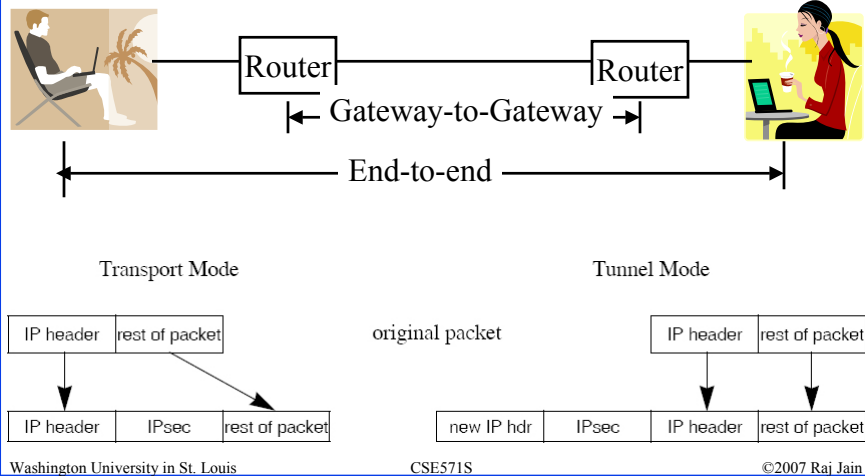 Router
Router
Gateway-to-Gateway
End-to-end
Transport Mode
Tunnel Mode
IP header rest of packet
original packet
IP header rest of packet
IP header IPsec rest of packet
new IP hdr IPsec IP header rest of packet
Washington University in St. Louis CSE571S ©2007 Raj Jain